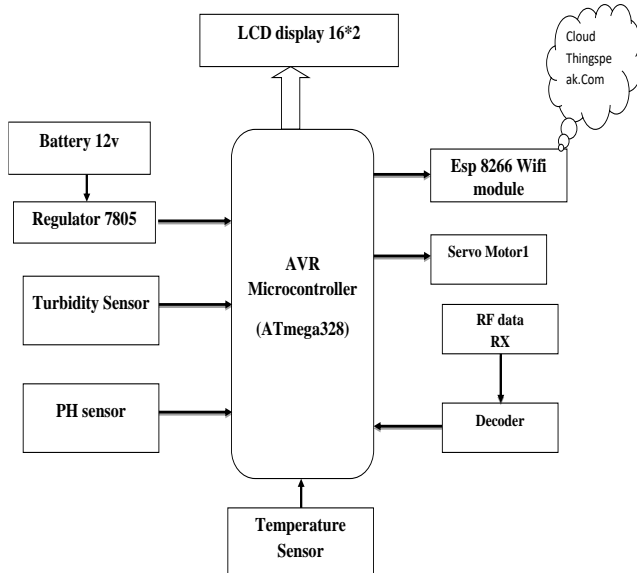 LCD display 16*2
Cloud
Thingspe
ak.Com
Battery 12v
Esp 8266 Wifi
module
Regulator 7805
AVR
Microcontroller
(ATmega328)
Servo Motor1
Turbidity Sensor
RF data
RX
PH sensor
Decoder
Temperature
Sensor